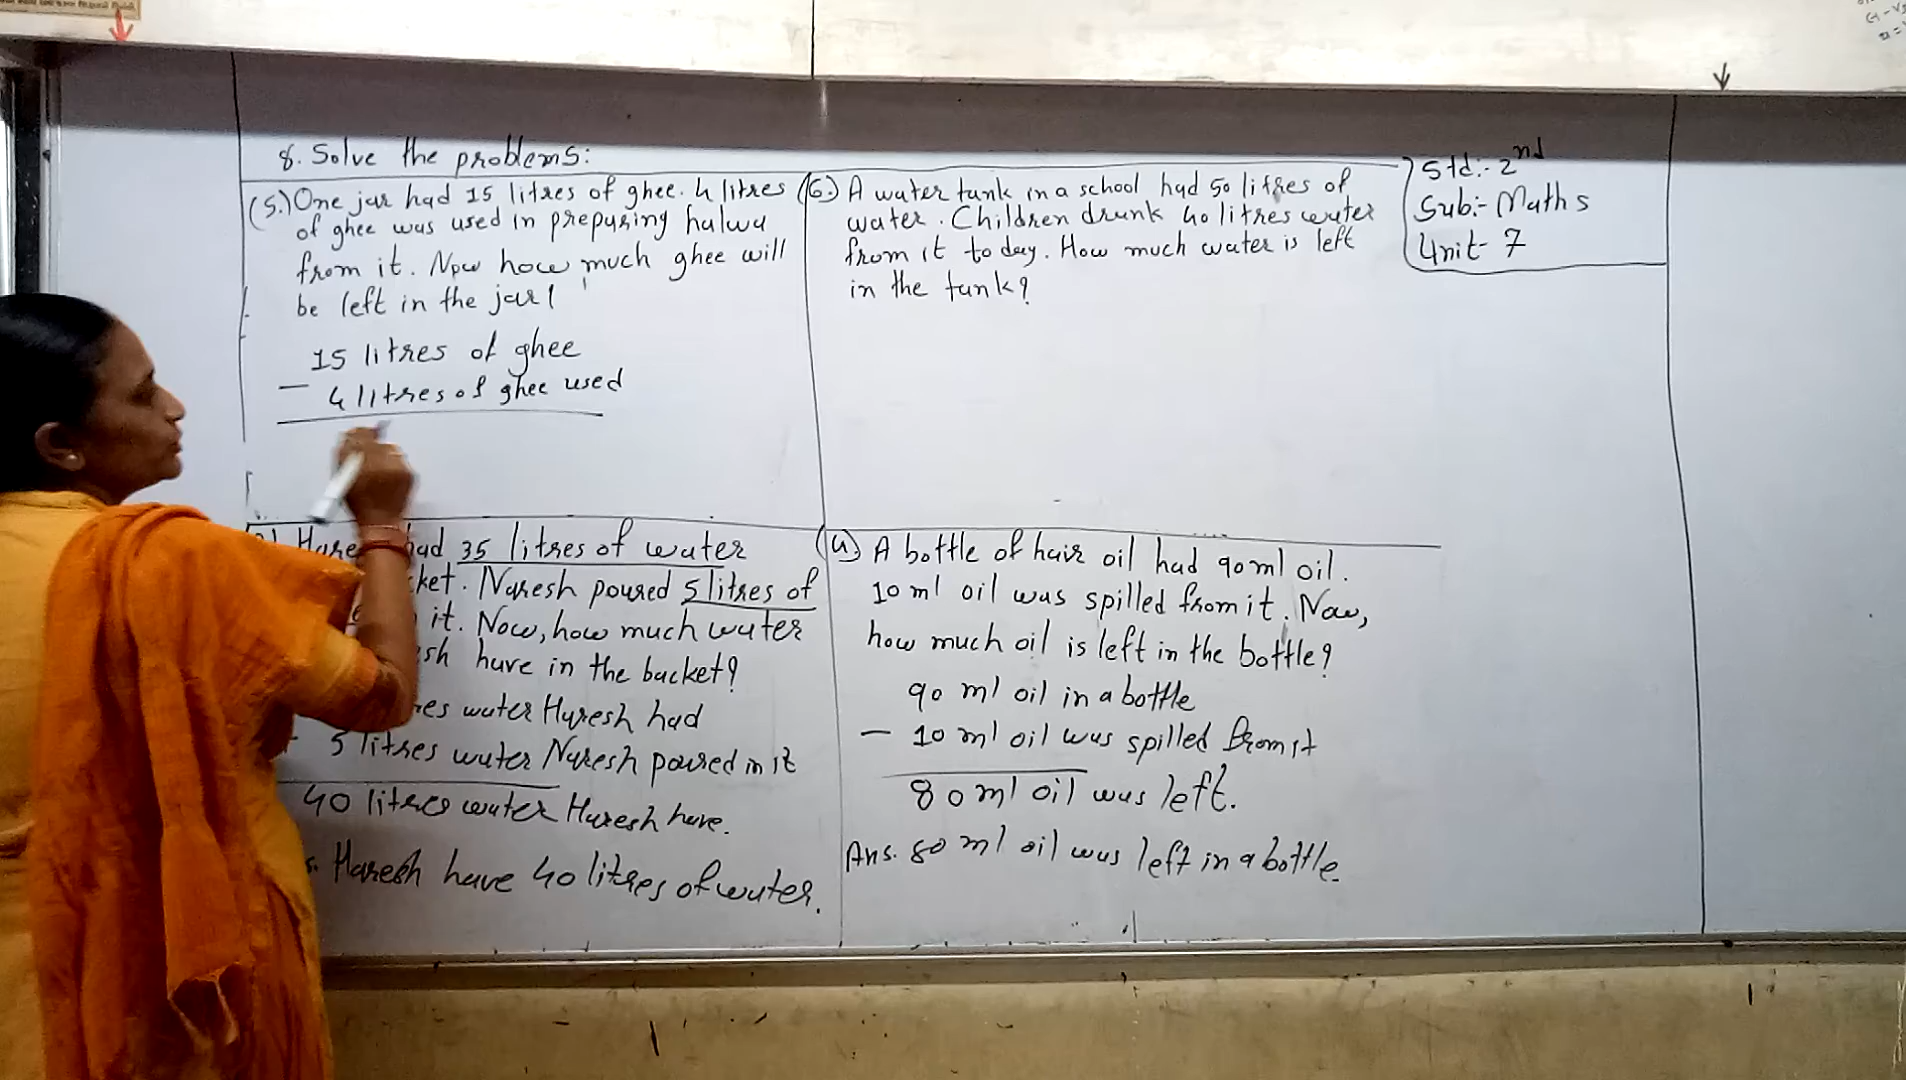 8. Solve the problems:
Std:- 2nd
Sub:- Maths
Unit- 7
(5.) One jar had 15 litres of ghee. 4 litres
of ghee was used in preparing halwa
from it. Now how much ghee will
be left in the jar!
15 litres of ghee
— 4 litres of ghee used
(6.) A water tank in a school had 50 litres of
water. Children drank 40 litres water
from it to day. How much water is left
in the tank?
had 35 litres of water
ket. Naresh poured 5 litres of
it. Now, how much water
sh have in the bucket?
res water Haresh had
5 litres water Naresh poured in it
40 litres water Haresh have.
s. Haresh have 40 litres of water.
(4) A bottle of hair oil had 90 ml oil.
10 ml oil was spilled from it. Now,
how much oil is left in the bottle?
90 ml oil in a bottle
— 10 ml oil was spilled from it
80 ml oil was left.
Ans. 80 ml oil was left in a bottle.